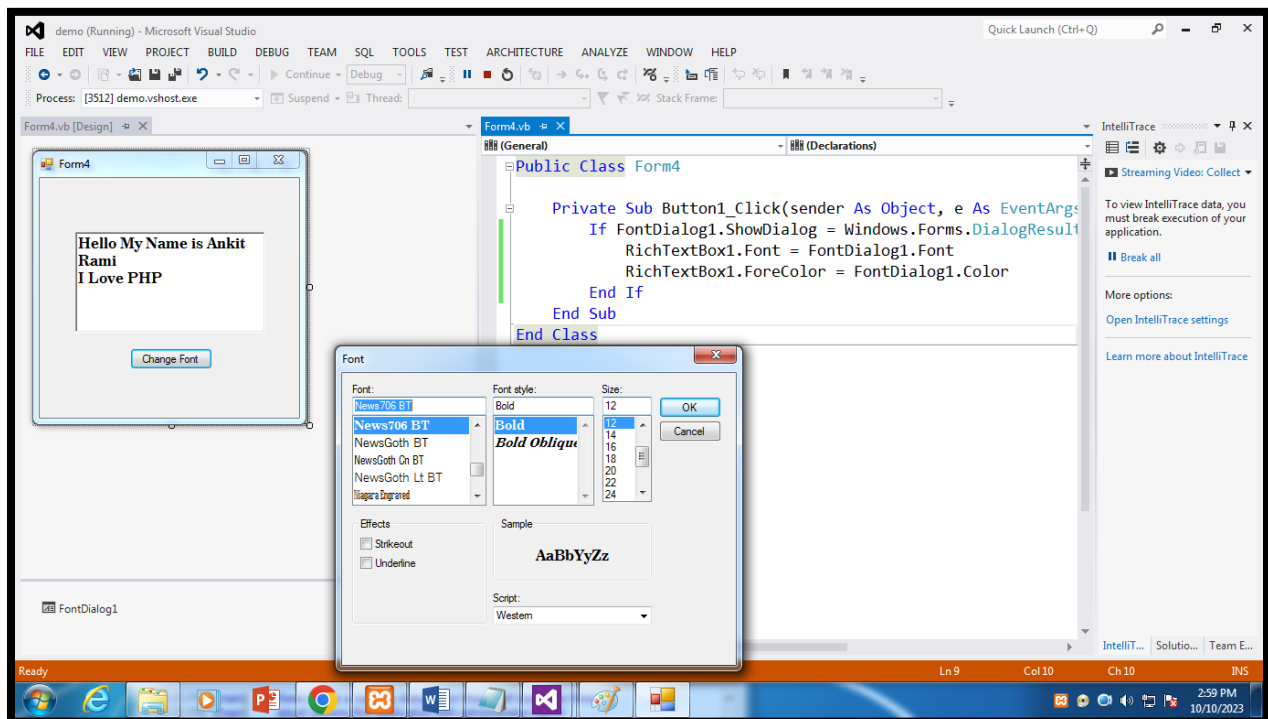 demo (Running) - Microsoft Visual Studio
Quick Launch (Ctrl+Q)
FILE EDIT VIEW PROJECT BUILD DEBUG TEAM SQL TOOLS TEST ARCHITECTURE ANALYZE WINDOW HELP
Continue
Debug
Process: [3512] demo.vshost.exe
Suspend
Thread:
Stack Frame:
Form4.vb [Design]
Form4
Hello My Name is Ankit
Rami
I Love PHP
Change Font
FontDialog1
Form4.vb
(General)
(Declarations)
Public Class Form4
Private Sub Button1_Click(sender As Object, e As EventArgs
If FontDialog1.ShowDialog = Windows.Forms.DialogResult
RichTextBox1.Font = FontDialog1.Font
RichTextBox1.ForeColor = FontDialog1.Color
End If
End Sub
End Class
Font
Font:
News706 BT
News706 BT
NewsGoth BT
NewsGoth Cn BT
NewsGoth Lt BT
Niagara Engraved
Font style:
Bold
Bold
Bold Oblique
Size:
12
12
14
16
18
20
22
24
OK
Cancel
Effects
Strikeout
Underline
Sample
AaBbYyZz
Script:
Western
IntelliTrace
Streaming Video: Collect
To view IntelliTrace data, you
must break execution of your
application.
Break all
More options:
Open IntelliTrace settings
Learn more about IntelliTrace
IntelliT... Solutio... Team E...
Ready
Ln 9
Col 10
Ch 10
INS
2:59 PM
10/10/2023